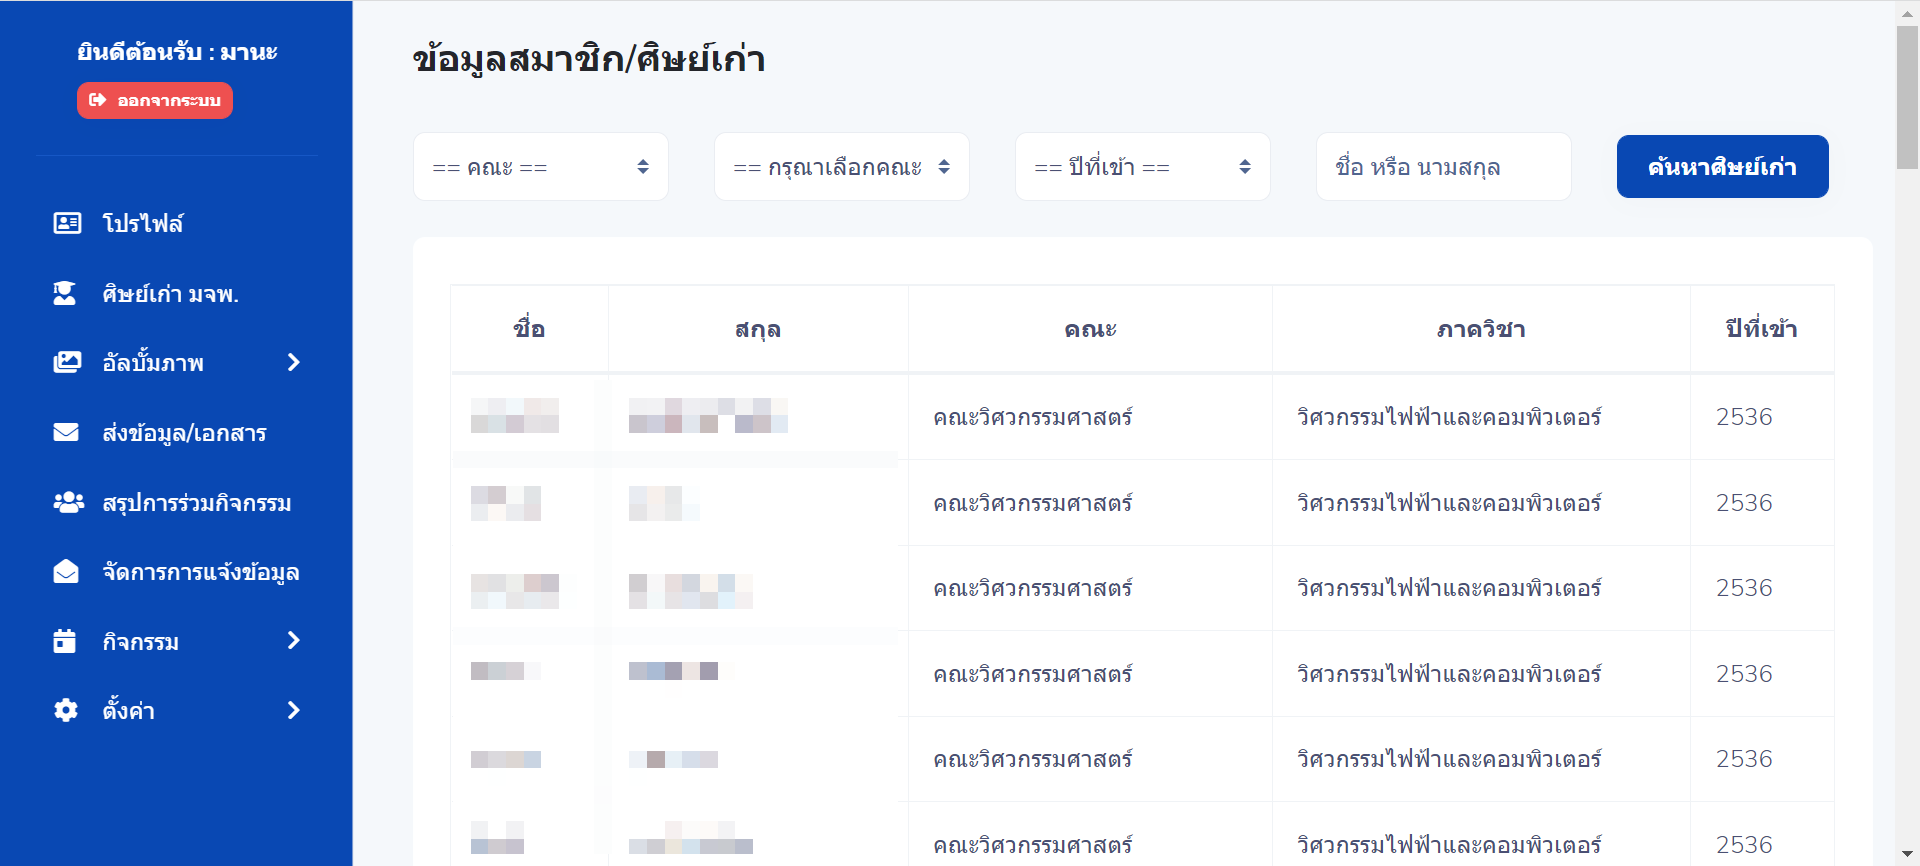 ยินดีต้อนรับ : มานะ
ออกจากระบบ
โปรไฟล์
ศิษย์เก่า มจพ.
อัลบั้มภาพ
ส่งข้อมูล/เอกสาร
สรุปการร่วมกิจกรรม
จัดการการแจ้งข้อมูล
กิจกรรม
ตั้งค่า
ข้อมูลสมาชิก/ศิษย์เก่า
== คณะ == == กรุณาเลือกคณะ == ปีที่เข้า == ชื่อ หรือ นามสกุล ค้นหาศิษย์เก่า
ชื่อ สกุล คณะ ภาควิชา ปีที่เข้า
คณะวิศวกรรมศาสตร์ วิศวกรรมไฟฟ้าและคอมพิวเตอร์ 2536
คณะวิศวกรรมศาสตร์ วิศวกรรมไฟฟ้าและคอมพิวเตอร์ 2536
คณะวิศวกรรมศาสตร์ วิศวกรรมไฟฟ้าและคอมพิวเตอร์ 2536
คณะวิศวกรรมศาสตร์ วิศวกรรมไฟฟ้าและคอมพิวเตอร์ 2536
คณะวิศวกรรมศาสตร์ วิศวกรรมไฟฟ้าและคอมพิวเตอร์ 2536
คณะวิศวกรรมศาสตร์ วิศวกรรมไฟฟ้าและคอมพิวเตอร์ 2536